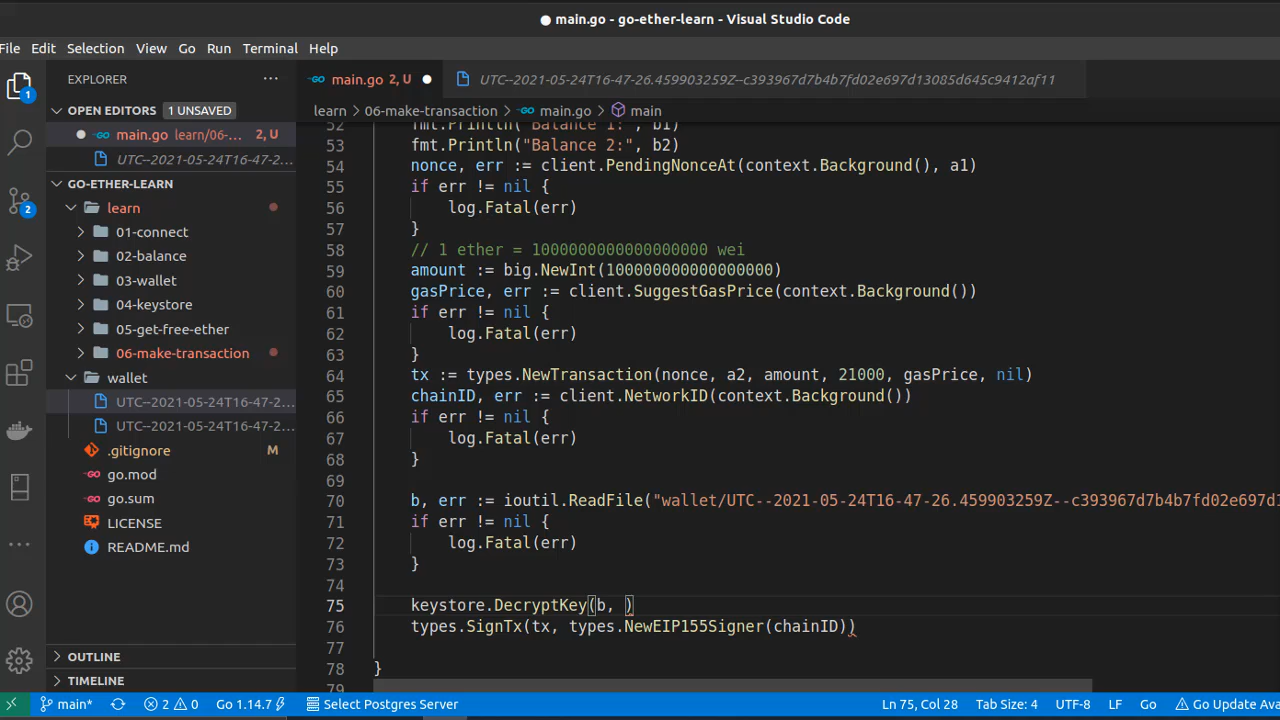 main.go - go-ether-learn - Visual Studio Code
File Edit Selection View Go Run Terminal Help
EXPLORER
main.go 2, U
UTC--2021-05-24T16-47-26.459903259Z--c393967d7b4b7fd02e697d13085d645c9412af11
OPEN EDITORS 1 UNSAVED
learn > 06-make-transaction > main.go > main
main.go learn/06-... 2, U
UTC--2021-05-24T16-47-2...
GO-ETHER-LEARN
learn
01-connect
02-balance
03-wallet
04-keystore
05-get-free-ether
06-make-transaction
wallet
UTC--2021-05-24T16-47-2...
UTC--2021-05-24T16-47-2...
.gitignore M
go.mod
go.sum
LICENSE
README.md
OUTLINE
TIMELINE
52 fmt.Println("Balance 1:", b1)
53 fmt.Println("Balance 2:", b2)
54 nonce, err := client.PendingNonceAt(context.Background(), a1)
55 if err != nil {
56 log.Fatal(err)
57 }
58 // 1 ether = 1000000000000000000 wei
59 amount := big.NewInt(100000000000000000)
60 gasPrice, err := client.SuggestGasPrice(context.Background())
61 if err != nil {
62 log.Fatal(err)
63 }
64 tx := types.NewTransaction(nonce, a2, amount, 21000, gasPrice, nil)
65 chainID, err := client.NetworkID(context.Background())
66 if err != nil {
67 log.Fatal(err)
68 }
69
70 b, err := ioutil.ReadFile("wallet/UTC--2021-05-24T16-47-26.459903259Z--c393967d7b4b7fd02e697d1
71 if err != nil {
72 log.Fatal(err)
73 }
74
75 keystore.DecryptKey(b, )
76 types.SignTx(tx, types.NewEIP155Signer(chainID))
77
78 }
79
main* 2 0 Go 1.14.7 Select Postgres Server Ln 75, Col 28 Tab Size: 4 UTF-8 LF Go Go Update Ava
1
2